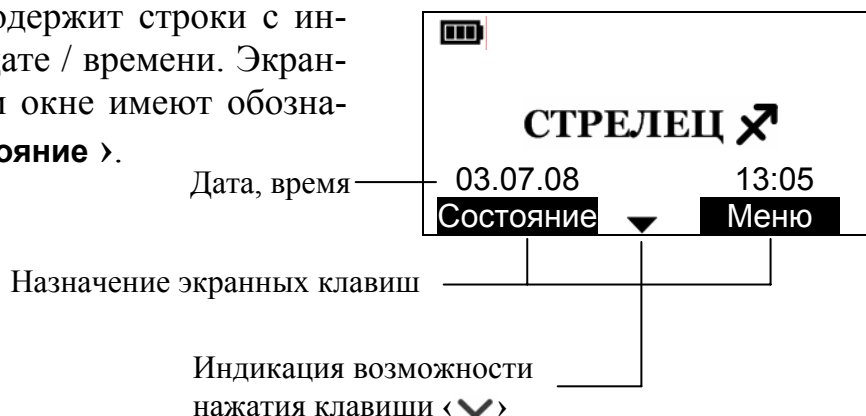 одержит строки с ин-
дате / времени. Экран-
и окне имеют обозна-
ояние ›.
СТРЕЛЕЦ
Дата, время
03.07.08 13:05
Состояние Меню
Назначение экранных клавиш
Индикация возможности
нажатия клавиши ‹ ›